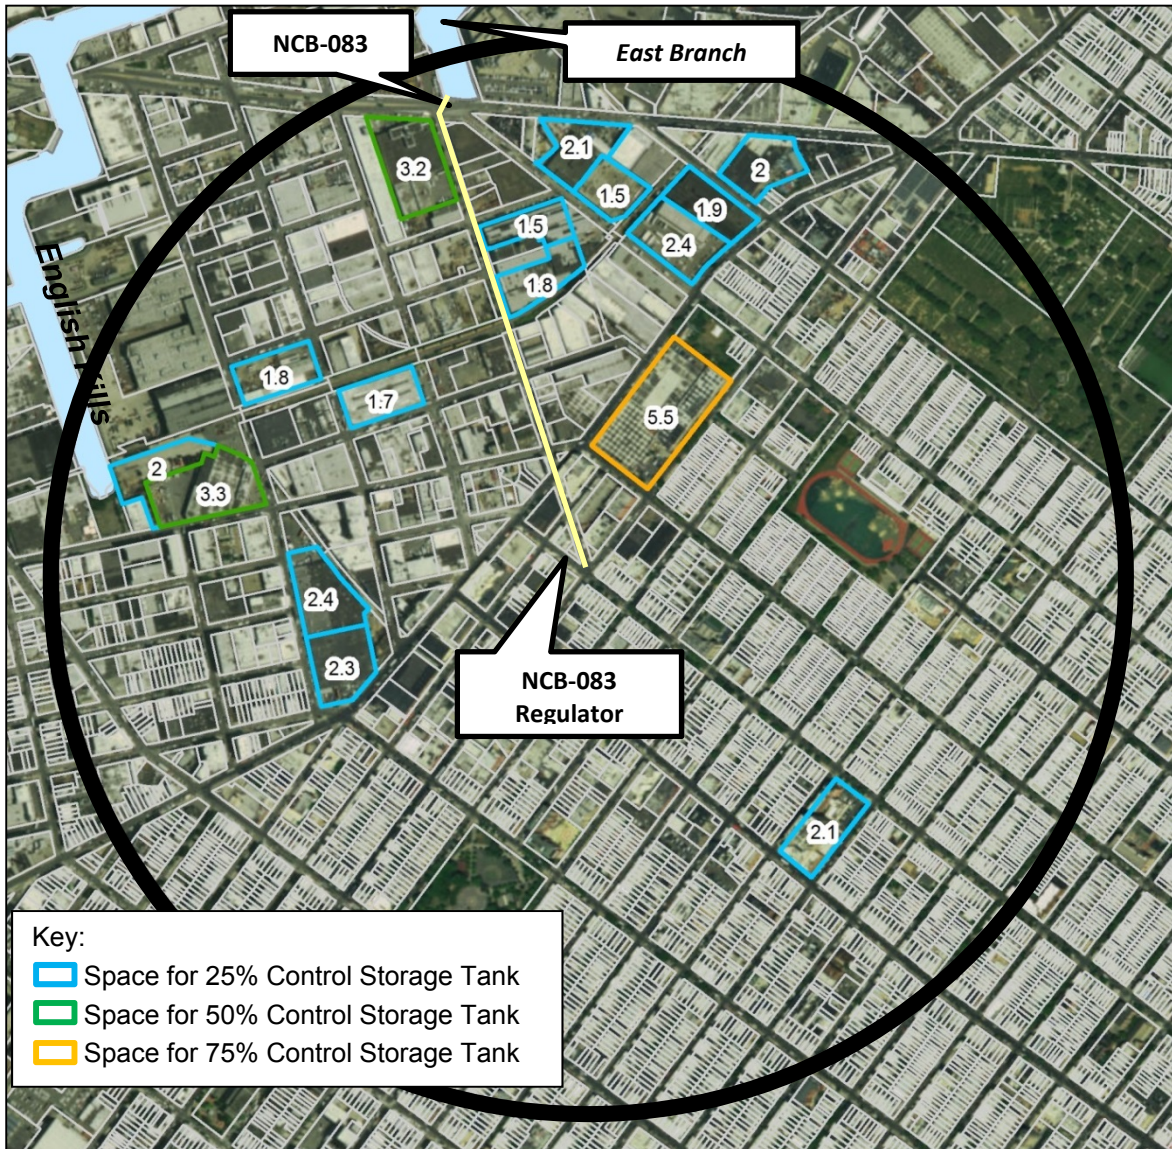 NCB-083
East Branch
3.2
2.1
2
1.5
1.9
1.5
2.4
1.8
English Kills
1.8
1.7
5.5
2
3.3
2.4
2.3
NCB-083
Regulator
2.1
Key:
Space for 25% Control Storage Tank
Space for 50% Control Storage Tank
Space for 75% Control Storage Tank